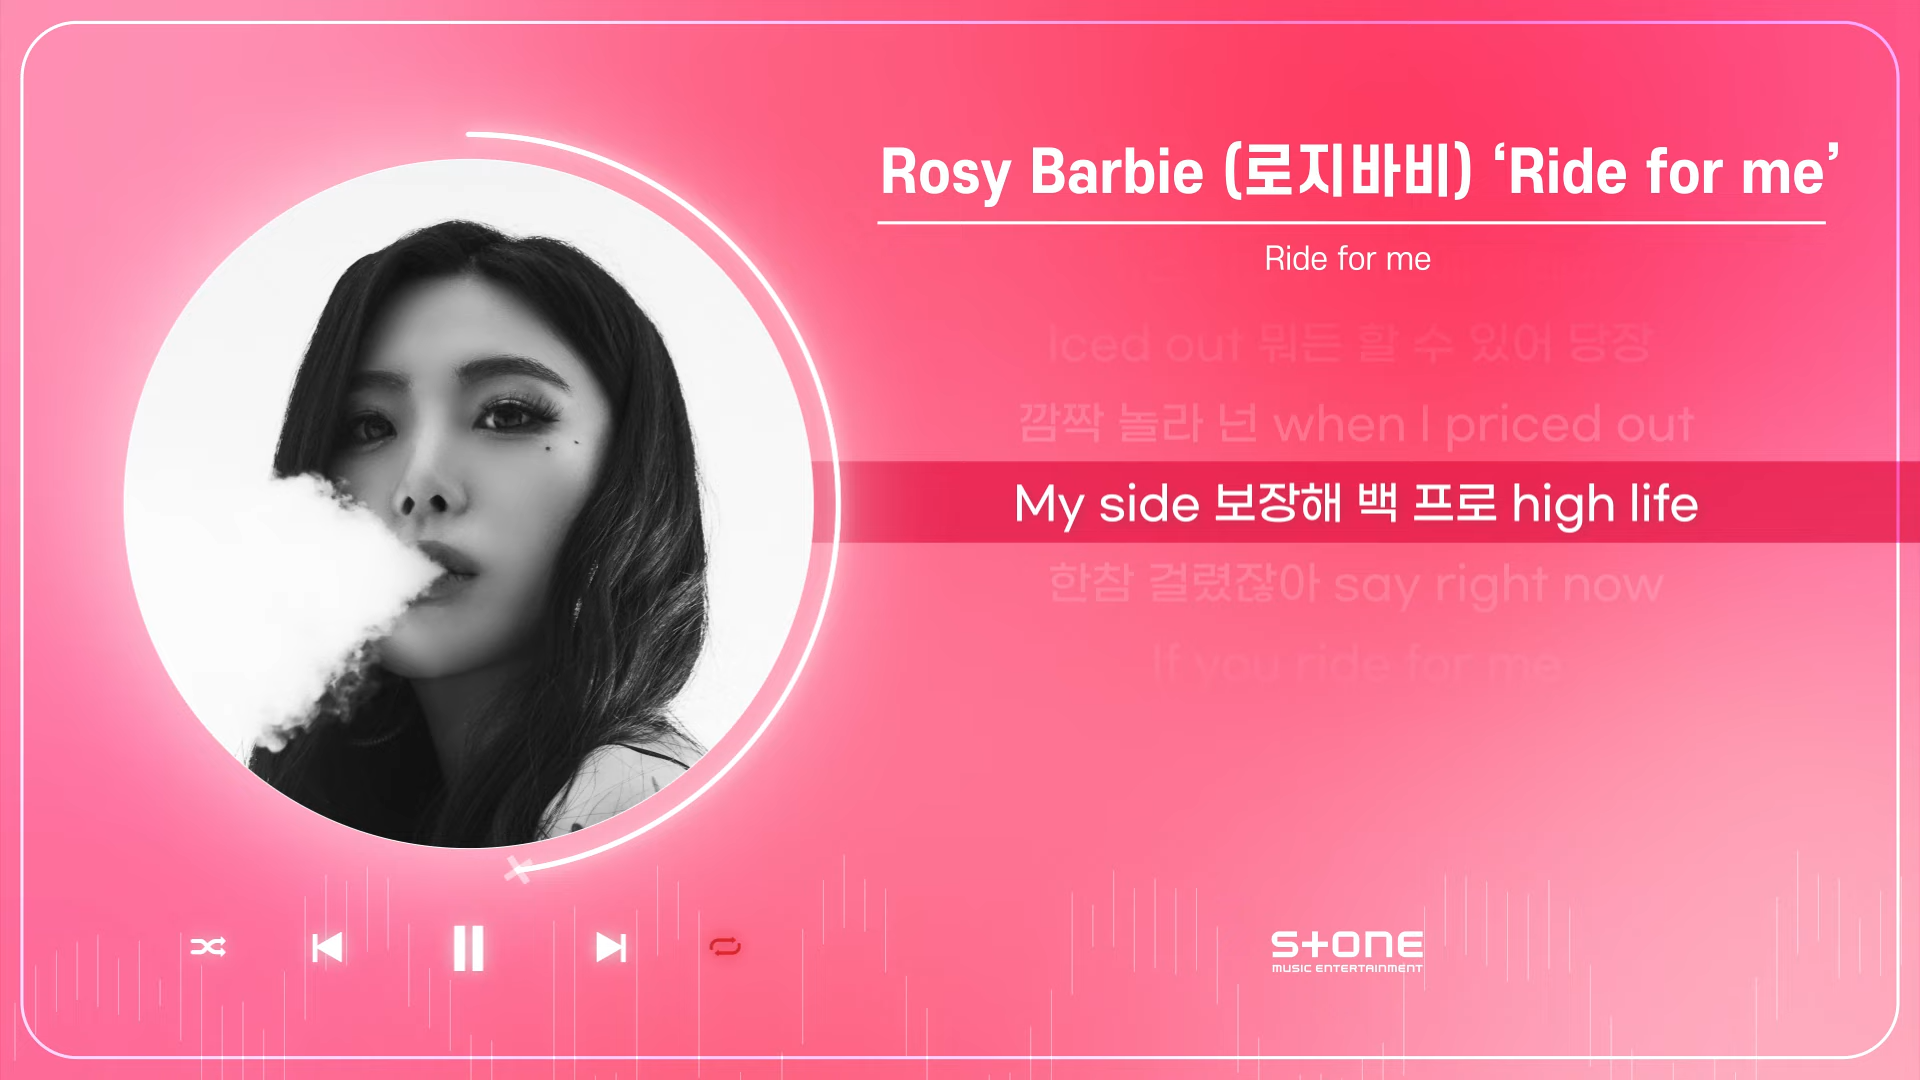 Rosy Barbie (로지바비) ‘Ride for me’
Ride for me
Iced out 뭐든 할 수 있어 당장
깜짝 놀라 넌 when I priced out
My side 보장해 백 프로 high life
한참 걸렸잖아 say right now
If you ride for me
STONE
MUSIC ENTERTAINMENT